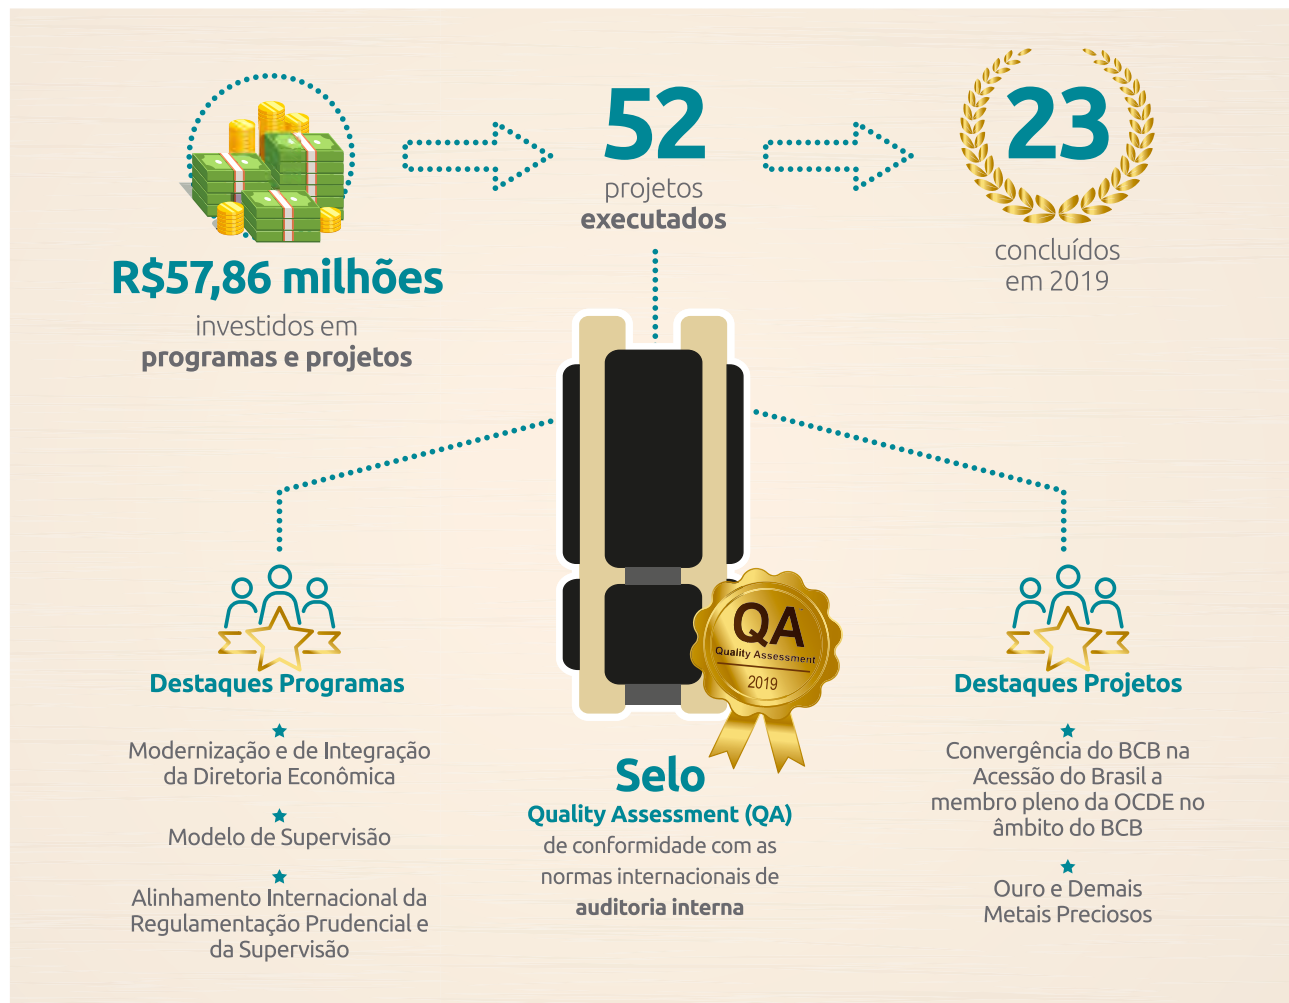 R$57,86 milhões
investidos em
programas e projetos
52
projetos
executados
23
concluídos
em 2019
Destaques Programas
Modernização e de Integração
da Diretoria Econômica
Modelo de Supervisão
Alinhamento Internacional da
Regulamentação Prudencial e
da Supervisão
QA
Quality Assessment
2019
Selo
Quality Assessment (QA)
de conformidade com as
normas internacionais de
auditoria interna
Destaques Projetos
Convergência do BCB na
Acessão do Brasil a
membro pleno da OCDE no
âmbito do BCB
Ouro e Demais
Metais Preciosos